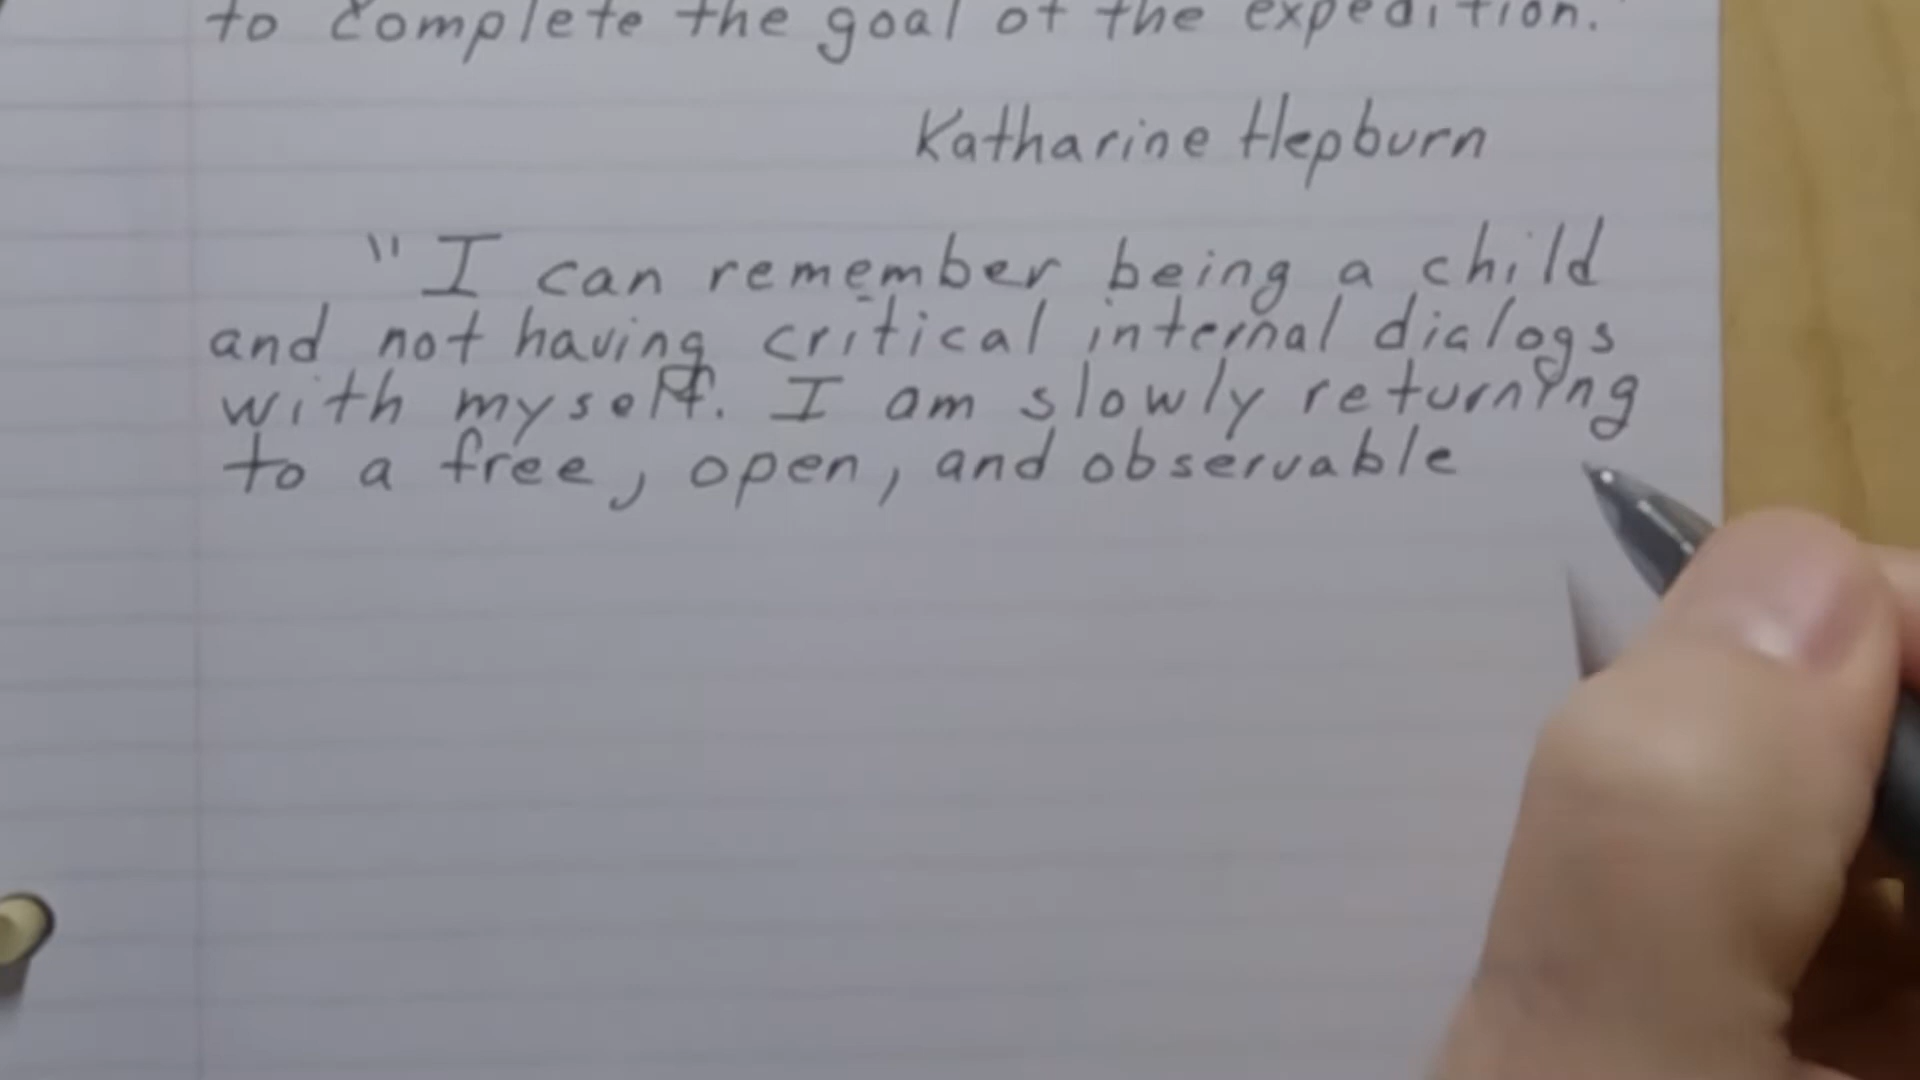 to complete the goal of the expedition.
Katharine Hepburn
"I can remember being a child
and not having critical internal dialogs
with myself. I am slowly returning
to a free, open, and observable